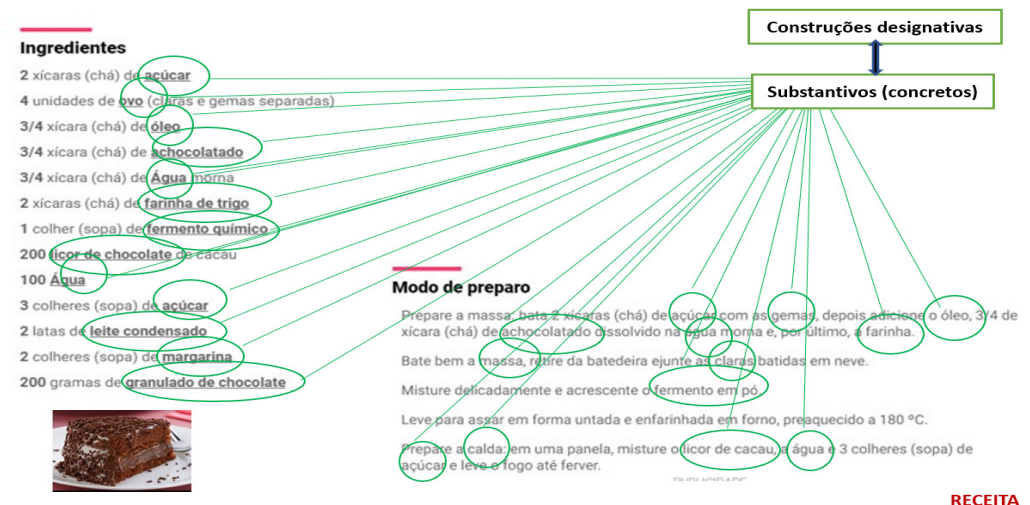 Construções designativas
Substantivos (concretos)
Ingredientes
2 xícaras (chá) de açúcar
4 unidades de ovo (claras e gemas separadas)
3/4 xícara (chá) de óleo
3/4 xícara (chá) de achocolatado
3/4 xícara (chá) de Água morna
2 xícaras (chá) de farinha de trigo
1 colher (sopa) de fermento químico
200 licor de chocolate de cacau
100 Água
3 colheres (sopa) de açúcar
2 latas de leite condensado
2 colheres (sopa) de margarina
200 gramas de granulado de chocolate
Modo de preparo
Prepare a massa: bata 2 xícaras (chá) de açúcar com as gemas, depois adicione o óleo, 3/4 de
xícara (chá) de achocolatado dissolvido na água morna e, por último, a farinha.
Bate bem a massa, retire da batedeira ejunte as claras batidas em neve.
Misture delicadamente e acrescente o fermento em pó.
Leve para assar em forma untada e enfarinhada em forno, preaquecido a 180 ºC.
Prepare a calda: em uma panela, misture o licor de cacau, a água e 3 colheres (sopa) de
açúcar e leve o fogo até ferver.
PUBLICIDADE
RECEITA